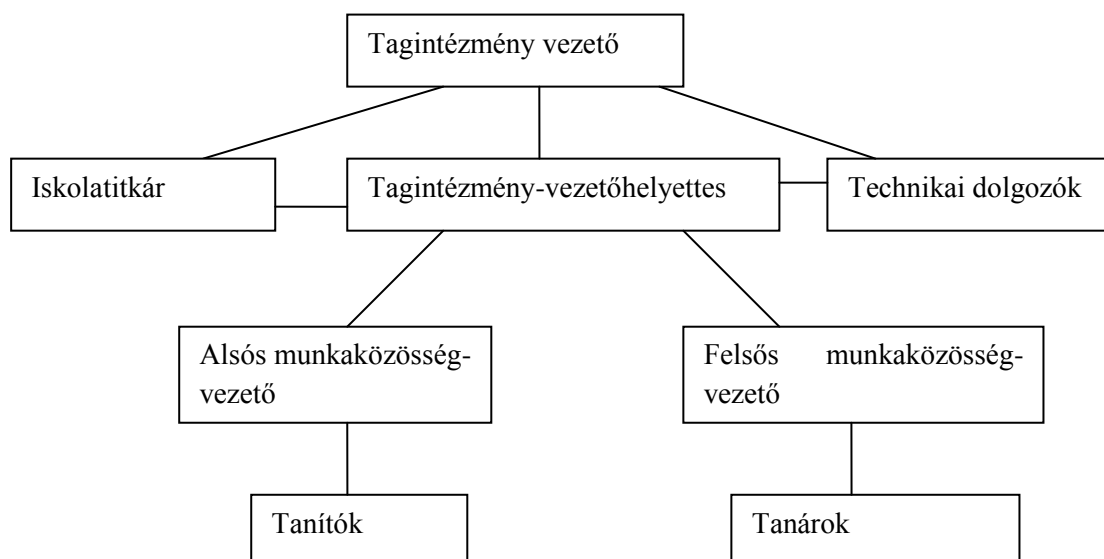 Tagintézmény vezető
Iskolatitkár
Tagintézmény-vezetőhelyettes
Technikai dolgozók
Alsós munkaközösség-
vezető
Felsős munkaközösség-
vezető
Tanítók
Tanárok